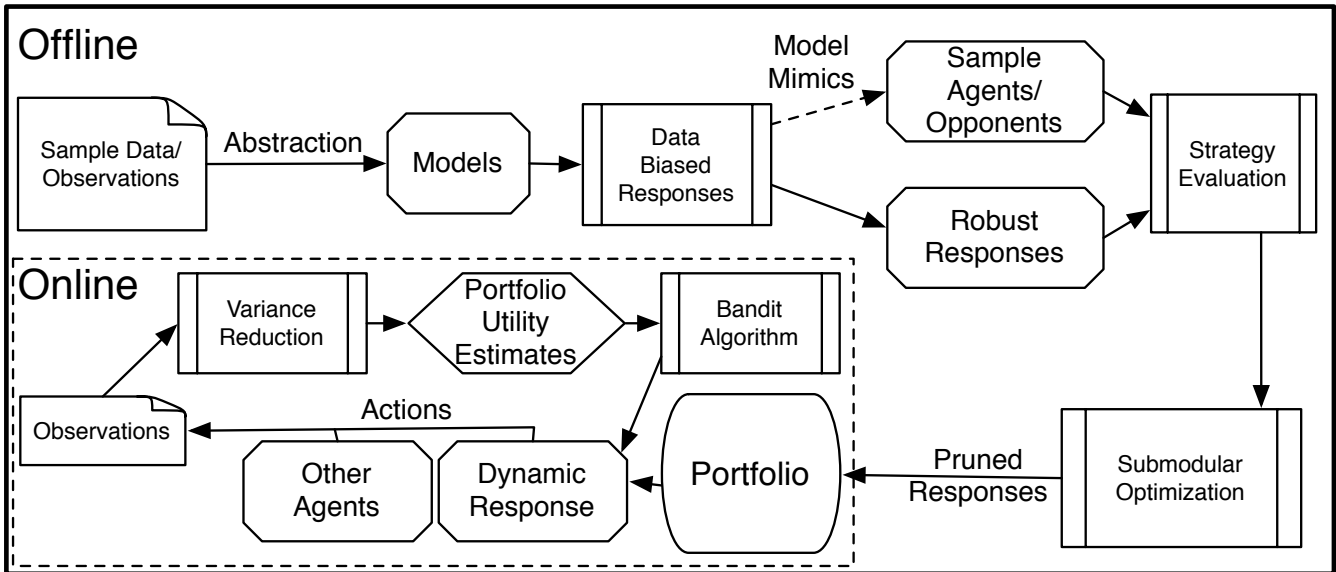 Offline
Sample Data/
Observations
Abstraction
Models
Data
Biased
Responses
Model
Mimics
Sample
Agents/
Opponents
Robust
Responses
Strategy
Evaluation
Online
Variance
Reduction
Portfolio
Utility
Estimates
Bandit
Algorithm
Observations
Actions
Other
Agents
Dynamic
Response
Portfolio
Pruned
Responses
Submodular
Optimization